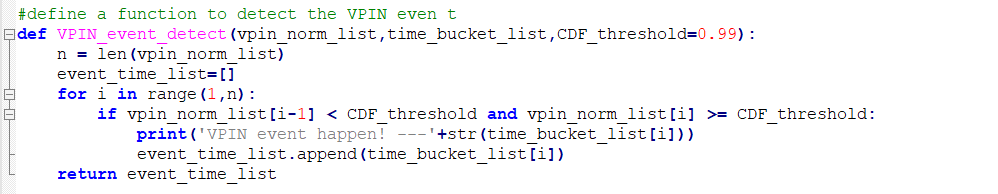 #define a function to detect the VPIN even t
def VPIN_event_detect(vpin_norm_list,time_bucket_list,CDF_threshold=0.99):
    n = len(vpin_norm_list)
    event_time_list=[]
    for i in range(1,n):
        if vpin_norm_list[i-1] < CDF_threshold and vpin_norm_list[i] >= CDF_threshold:
            print('VPIN event happen! ---'+str(time_bucket_list[i]))
            event_time_list.append(time_bucket_list[i])
    return event_time_list